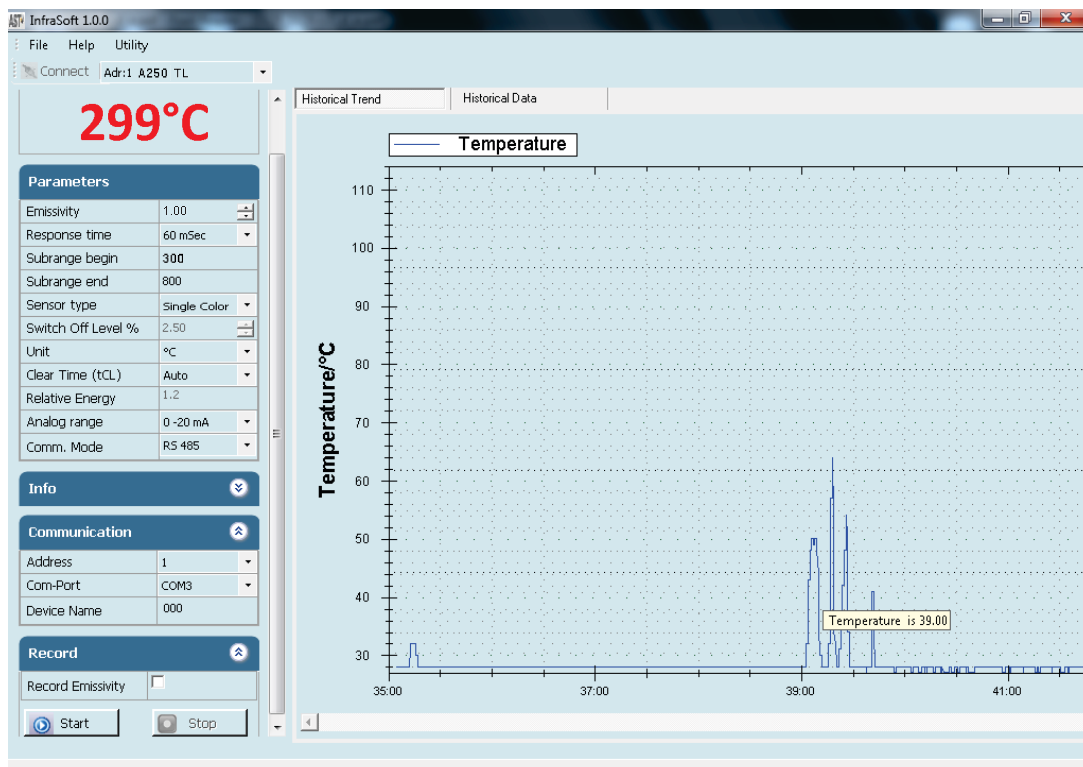 AST InfraSoft 1.0.0
File Help Utility
Connect Adr:1 A250 TL
299°C
Parameters
Emissivity 1.00
Response time 60 mSec
Subrange begin 300
Subrange end 800
Sensor type Single Color
Switch Off Level % 2.50
Unit °C
Clear Time (tCL) Auto
Relative Energy 1.2
Analog range 0 -20 mA
Comm. Mode RS 485
Info
Communication
Address 1
Com-Port COM3
Device Name 000
Record
Record Emissivity
Start Stop
Historical Trend Historical Data
Temperature
Temperature/°C
110
100
90
80
70
60
50
40
30
Temperature is 39.00
35:00 37:00 39:00 41:00